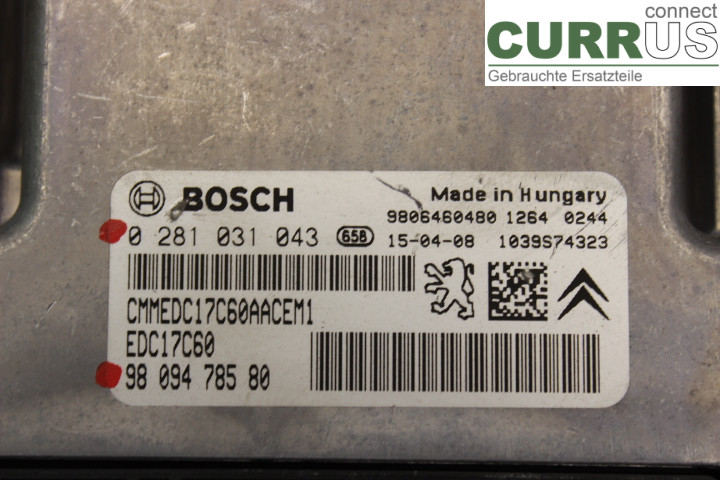 connect
CURRUS
Gebrauchte Ersatzteile
BOSCH
Made in Hungary
9806460480 1264 0244
0 281 031 043 65B 15-04-08 1039S74323
CMMEDC17C60AACEM1
EDC17C60
98 094 785 80